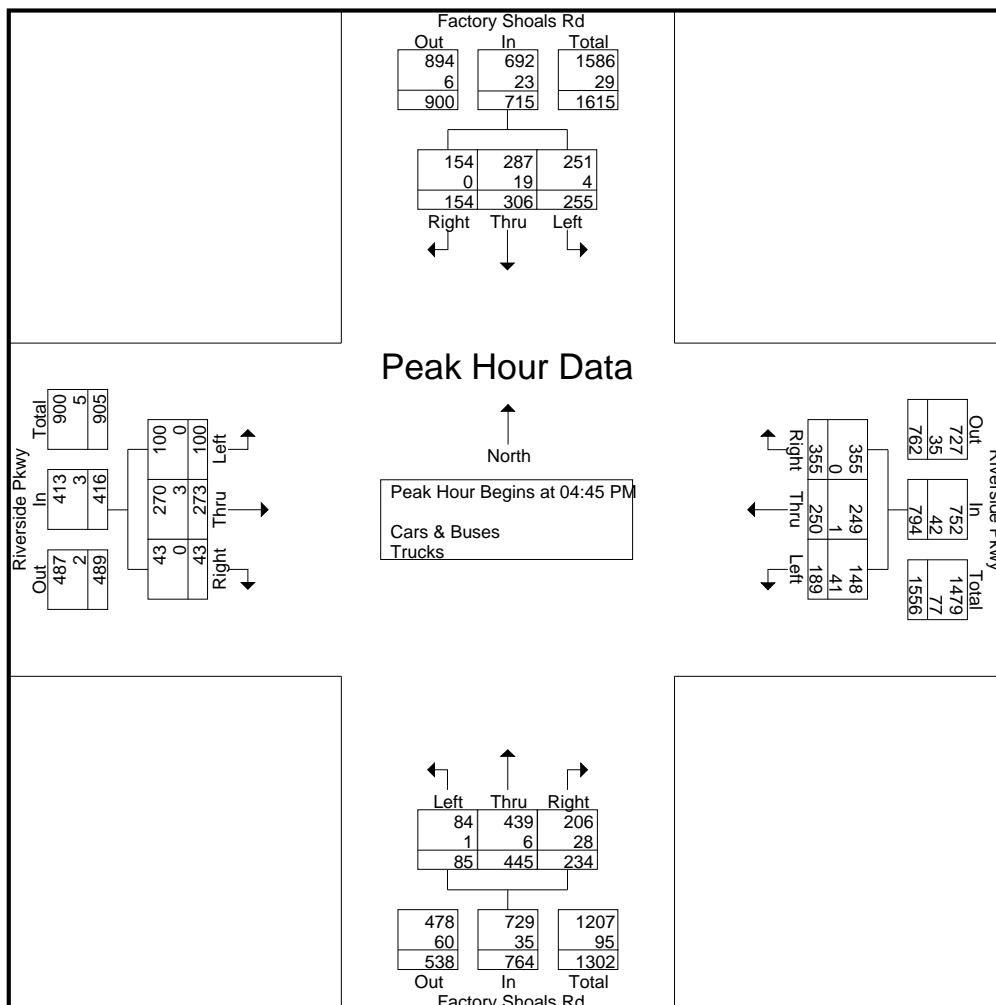 Factory Shoals Rd
Out In Total
894 692 1586
6 23 29
900 715 1615
154 287 251
0 19 4
154 306 255
Right Thru Left
Peak Hour Data
North
Peak Hour Begins at 04:45 PM
Cars & Buses
Trucks
Riverside Pkwy
Out In Total
487 413 900
2 3 5
489 416 905
Right Thru Left
43 270 100
0 3 0
43 273 100
Riverside Pkwy
Out In Total
727 752 1479
35 42 77
762 794 1556
355 249 148
0 1 41
355 250 189
Right Thru Left
Left Thru Right
84 439 206
1 6 28
85 445 234
478 729 1207
60 35 95
538 764 1302
Out In Total
Factory Shoals Rd